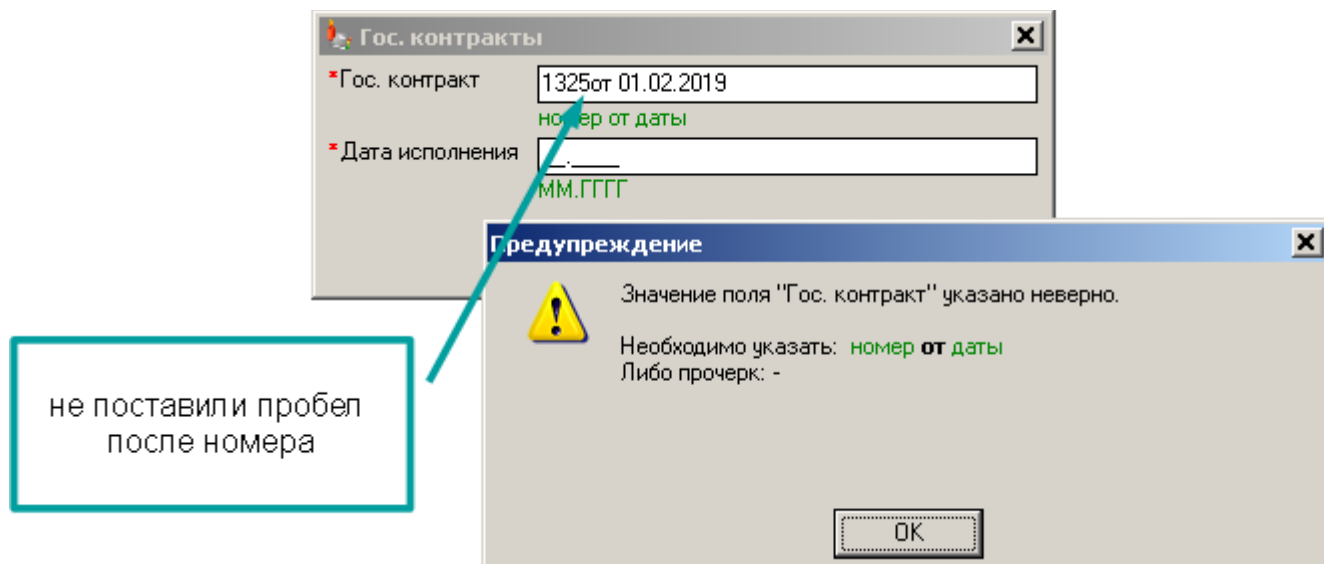 Гос. контракты
*Гос. контракт
1325от 01.02.2019
номер от даты
*Дата исполнения
__.____
ММ.ГГГГ
Предупреждение
Значение поля "Гос. контракт" указано неверно.
Необходимо указать: номер от даты
Либо прочерк: -
не поставили пробел
после номера
OK